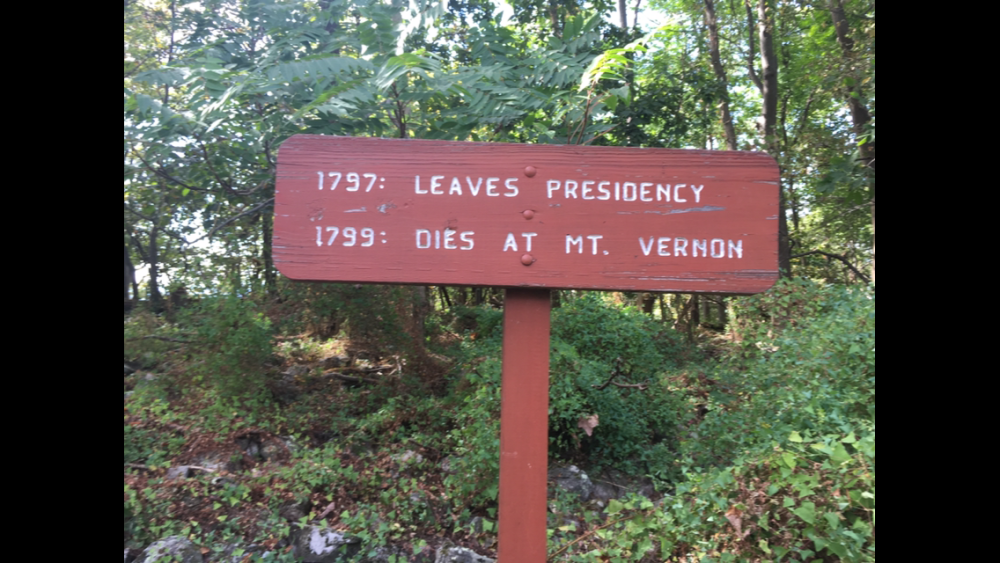 1797: LEAVES PRESIDENCY
1799: DIES AT MT. VERNON